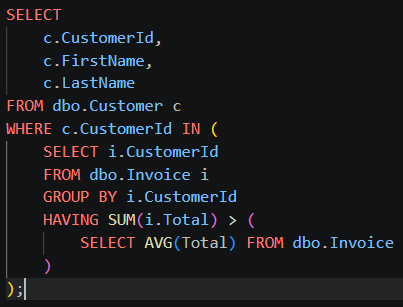 SELECT
    c.CustomerId,
    c.FirstName,
    c.LastName
FROM dbo.Customer c
WHERE c.CustomerId IN (
    SELECT i.CustomerId
    FROM dbo.Invoice i
    GROUP BY i.CustomerId
    HAVING SUM(i.Total) > (
        SELECT AVG(Total) FROM dbo.Invoice
    )
);